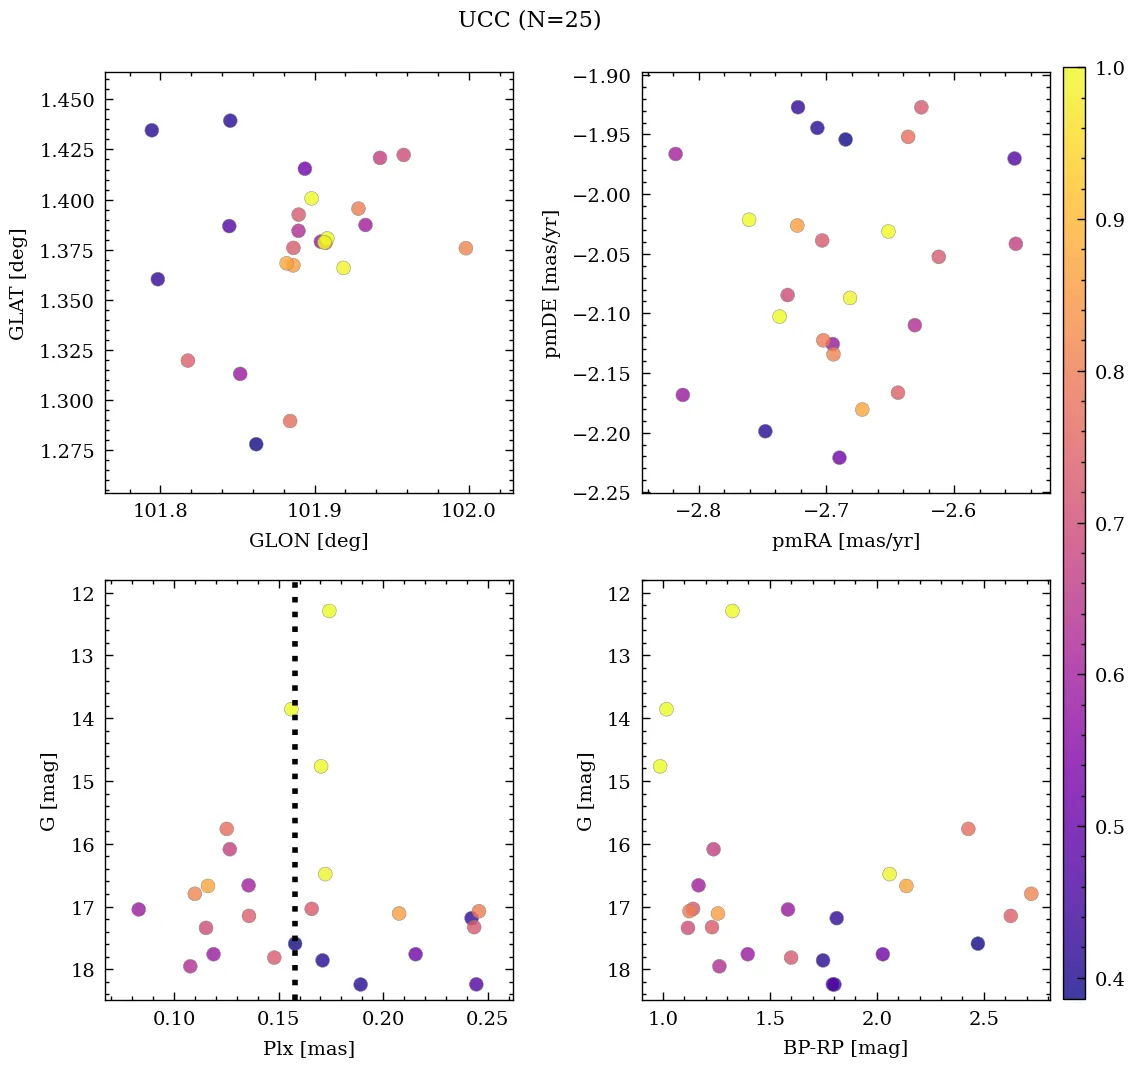 UCC (N=25)
1.450
1.425
1.400
1.375
1.350
1.325
1.300
1.275
GLAT [deg]
101.8 101.9 102.0
GLON [deg]
−1.90
−1.95
−2.00
−2.05
−2.10
−2.15
−2.20
−2.25
pmDE [mas/yr]
−2.8 −2.7 −2.6
pmRA [mas/yr]
12
13
14
15
16
17
18
G [mag]
0.10 0.15 0.20 0.25
Plx [mas]
12
13
14
15
16
17
18
G [mag]
1.0 1.5 2.0 2.5
BP-RP [mag]
1.0
0.9
0.8
0.7
0.6
0.5
0.4